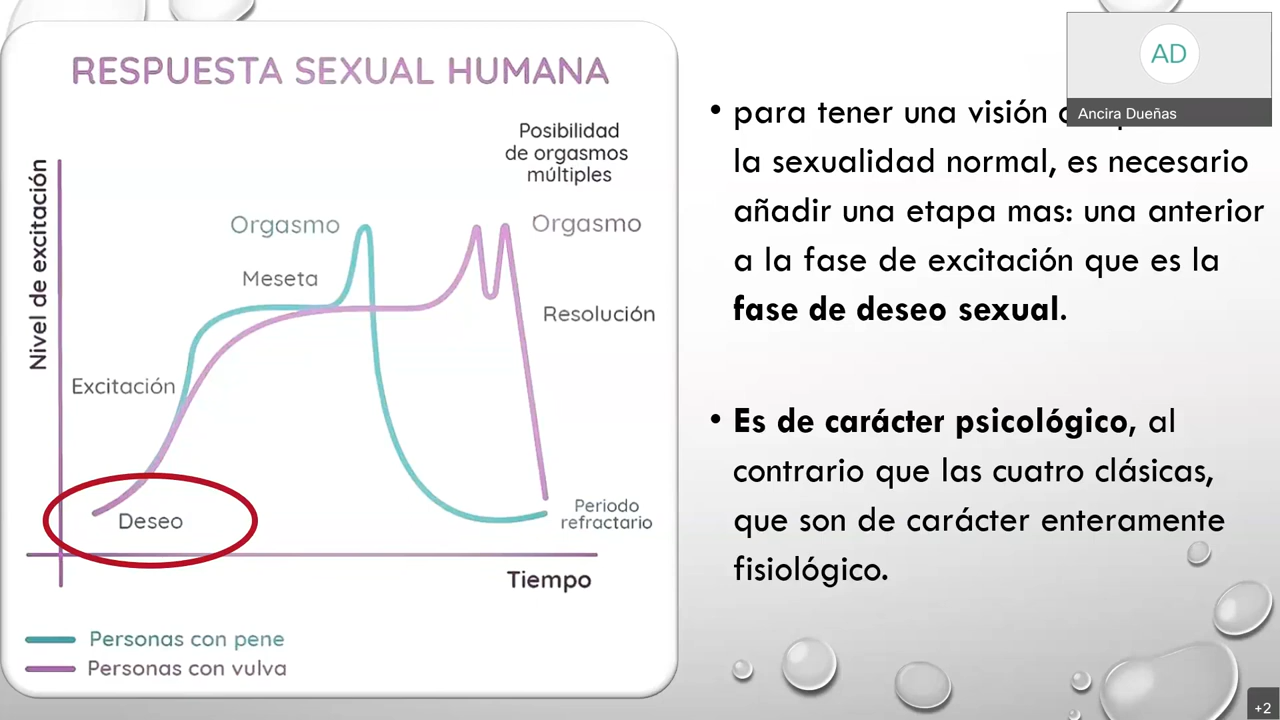 RESPUESTA SEXUAL HUMANA
Posibilidad
de orgasmos
múltiples
Nivel de excitación
Orgasmo
Orgasmo
Meseta
Resolución
Excitación
Deseo
Periodo
refractario
Tiempo
Personas con pene
Personas con vulva
AD
Ancira Dueñas
• para tener una visión
la sexualidad normal, es necesario
añadir una etapa mas: una anterior
a la fase de excitación que es la
fase de deseo sexual.
• Es de carácter psicológico, al
contrario que las cuatro clásicas,
que son de carácter enteramente
fisiológico.
+2